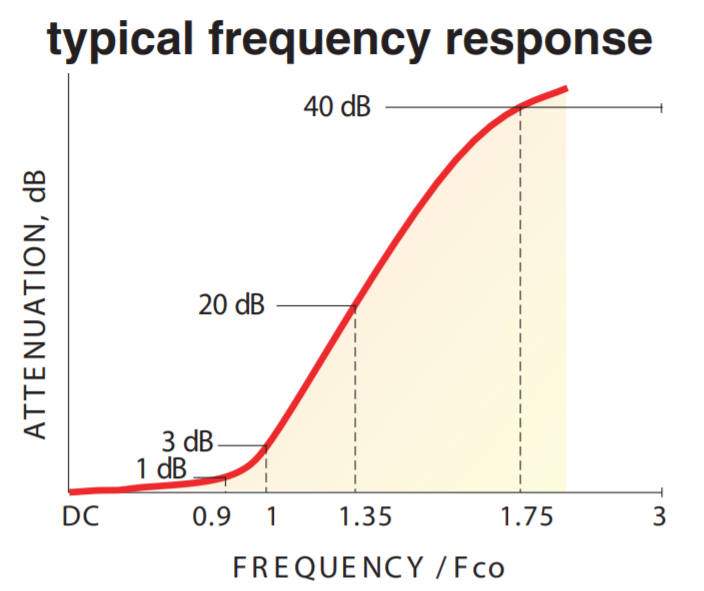 typical frequency response
40 dB
20 dB
3 dB
1 dB
ATTENUATION, dB
DC 0.9 1 1.35 1.75 3
FREQUENCY / Fco